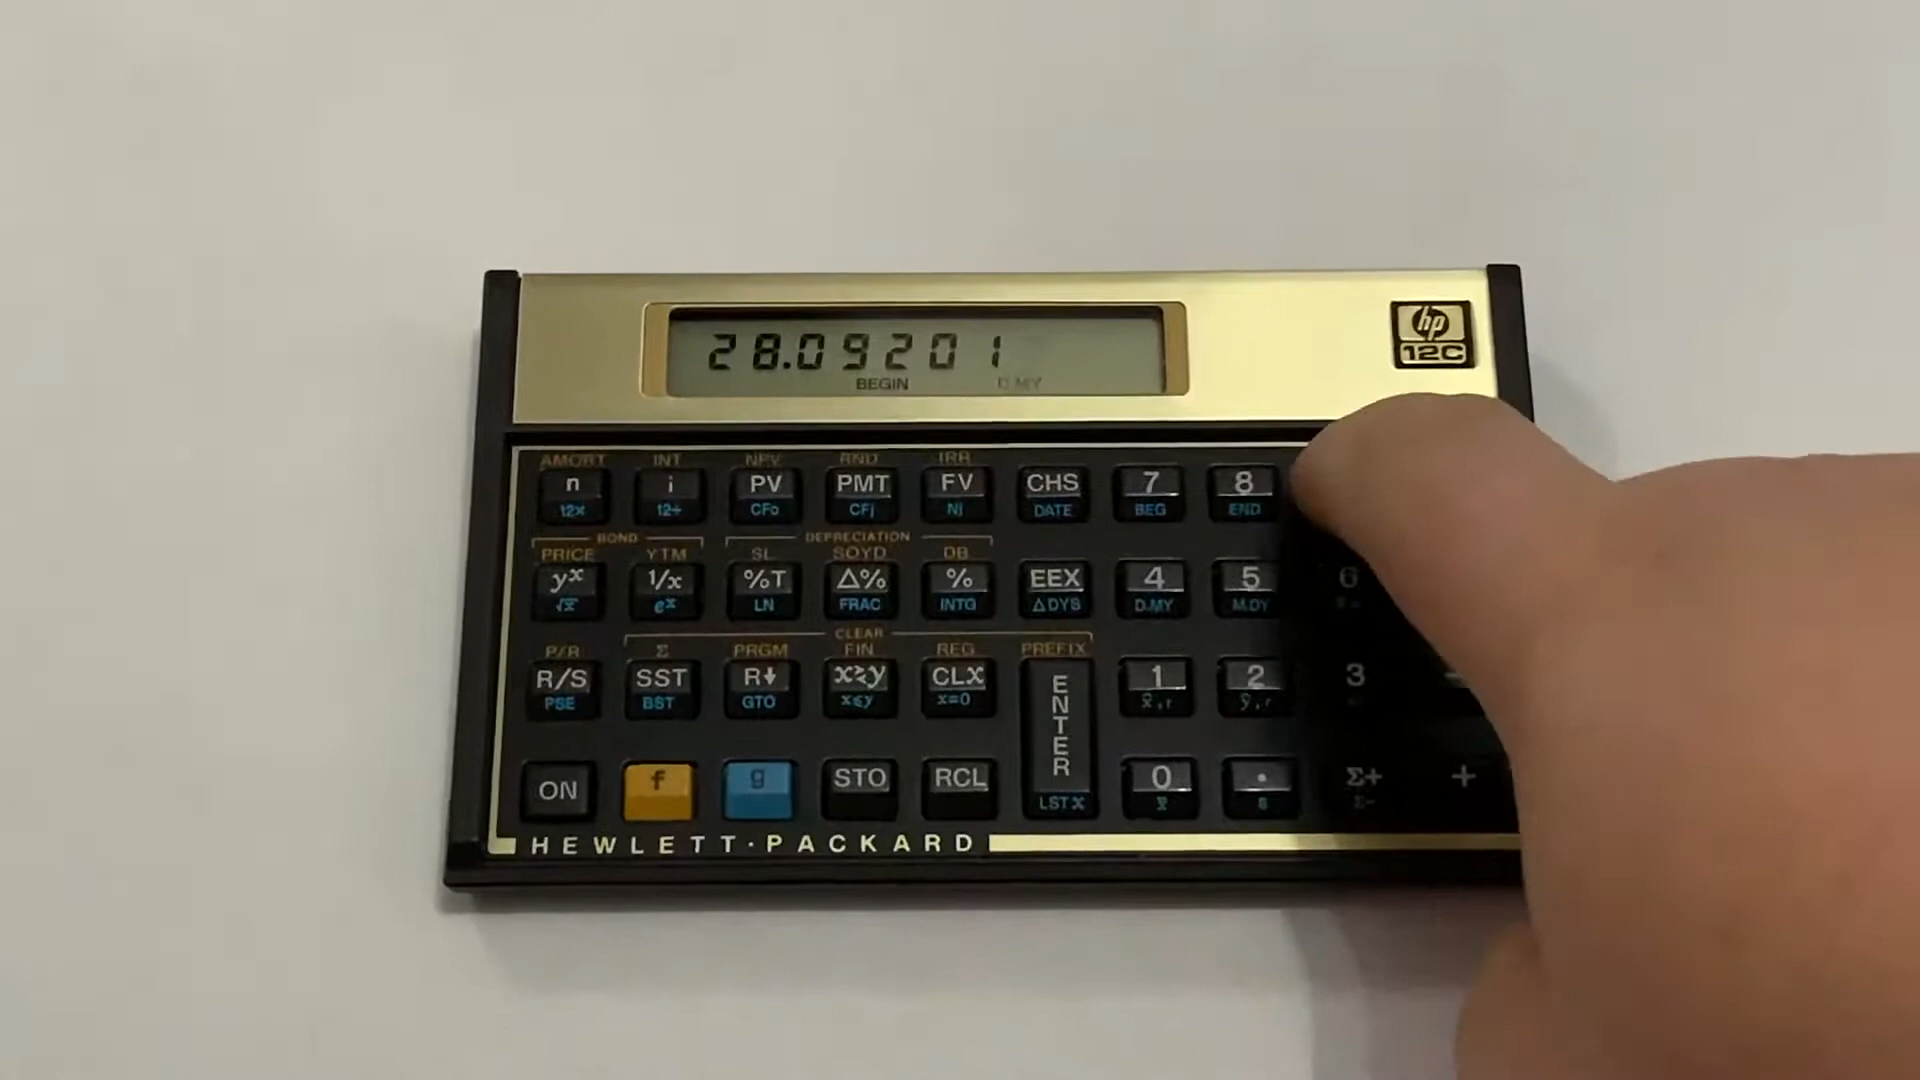 28.09201
BEGIN D.MY
hp
12C
AMORT INT NPV RND IRR
n i PV PMT FV CHS 7 8
12× 12÷ CFo CFj Nj DATE BEG END
BOND DEPRECIATION
PRICE YTM SL SOYD DB
yˣ 1/x %T Δ% % EEX 4 5 6
√x eˣ LN FRAC INTG ΔDYS D.MY M.DY
CLEAR
P/R Σ PRGM FIN REG PREFIX
R/S SST R↓ x≷y CLX ENTER 1 2 3
PSE BST GTO x≤y x=0 x̂,r ŷ,r
ON f g STO RCL 0 . Σ+ +
LST X x̄ s Σ-
HEWLETT·PACKARD